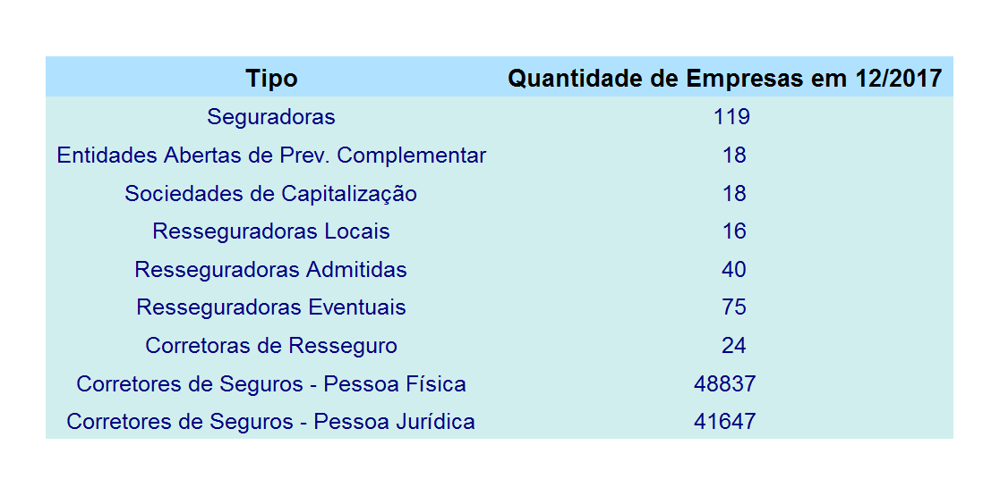 Tipo Quantidade de Empresas em 12/2017
Seguradoras 119
Entidades Abertas de Prev. Complementar 18
Sociedades de Capitalização 18
Resseguradoras Locais 16
Resseguradoras Admitidas 40
Resseguradoras Eventuais 75
Corretoras de Resseguro 24
Corretores de Seguros - Pessoa Física 48837
Corretores de Seguros - Pessoa Jurídica 41647